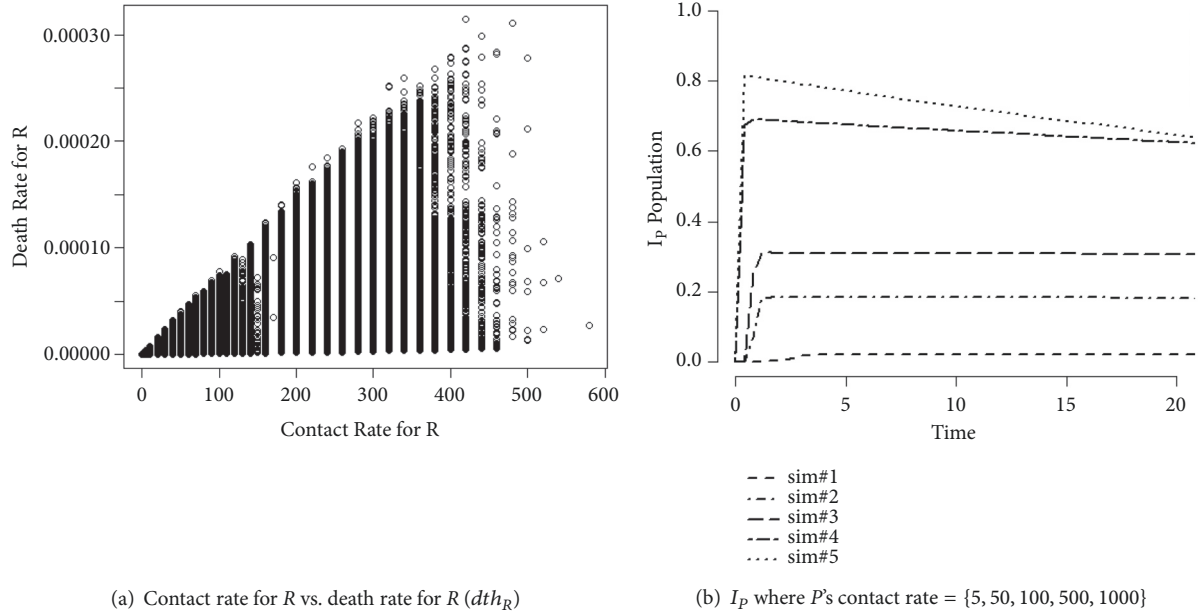 0.00030
0.00020
0.00010
0.00000
Death Rate for R
0 100 200 300 400 500 600
Contact Rate for R
(a) Contact rate for R vs. death rate for R (dth_R)
1.0
0.8
0.6
0.4
0.2
0.0
I_P Population
0 5 10 15 20
Time
sim#1
sim#2
sim#3
sim#4
sim#5
(b) I_P where P's contact rate = {5, 50, 100, 500, 1000}